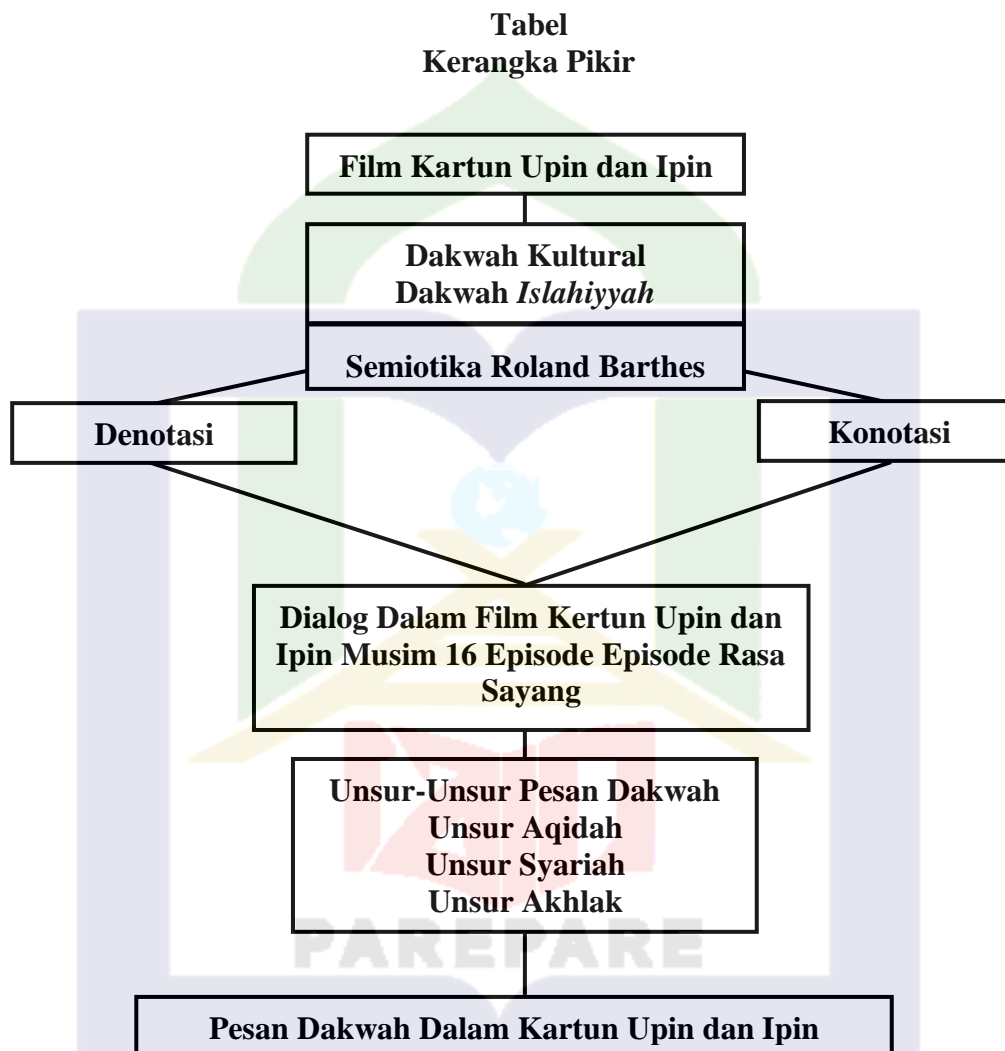 Tabel
Kerangka Pikir
Film Kartun Upin dan Ipin
Dakwah Kultural
Dakwah Islahiyyah
Semiotika Roland Barthes
Denotasi
Konotasi
Dialog Dalam Film Kertun Upin dan
Ipin Musim 16 Episode Episode Rasa
Sayang
Unsur-Unsur Pesan Dakwah
Unsur Aqidah
Unsur Syariah
Unsur Akhlak
PAREPARE
Pesan Dakwah Dalam Kartun Upin dan Ipin